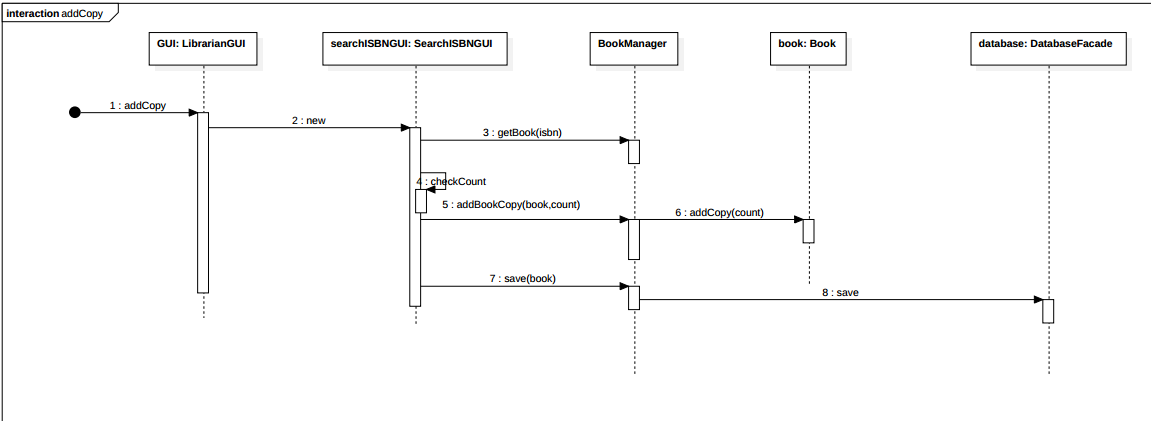 interaction addCopy
GUI: LibrarianGUI
searchISBNGUI: SearchISBNGUI
BookManager
book: Book
database: DatabaseFacade
1 : addCopy
2 : new
3 : getBook(isbn)
4 : checkCount
5 : addBookCopy(book,count)
6 : addCopy(count)
7 : save(book)
8 : save